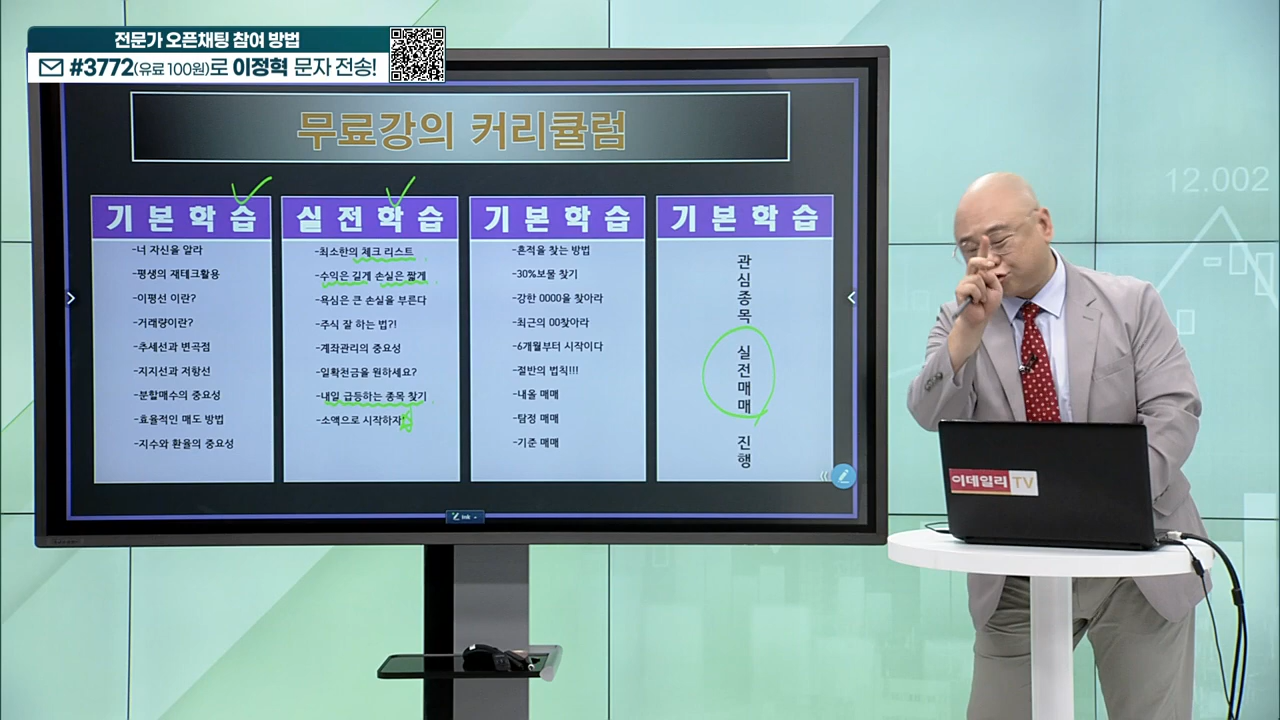 전문가 오픈채팅 참여 방법
#3772(유료 100원)로 이정혁 문자 전송!
무료강의 커리큘럼
기본학습
-너 자신을 알라
-평생의 재테크활용
-이평선 이란?
-거래량이란?
-추세선과 변곡점
-지지선과 저항선
-분할매수의 중요성
-효율적인 매도 방법
-지수와 환율의 중요성
실전학습
-최소한의 체크 리스트
-수익은 길게 손실은 짧게
-욕심은 큰 손실을 부른다
-주식 잘 하는 법?!
-계좌관리의 중요성
-일확천금을 원하세요?
-내일 급등하는 종목 찾기
-소액으로 시작하자
기본학습
-흔적을 찾는 방법
-30%보물 찾기
-강한 0000을 찾아라
-최근의 00찾아라
-6개월부터 시작이다
-절반의 법칙!!!
-내올 매매
-탐정 매매
-기준 매매
기본학습
관심종목
실전매매
진행
Ink
12.002
이데일리TV